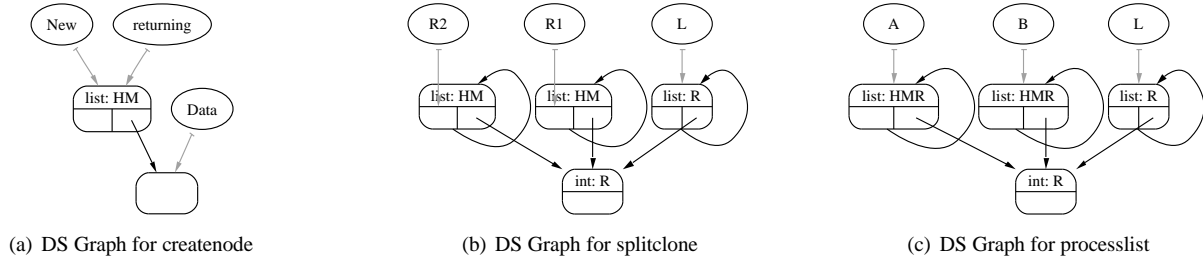 New returning
list: HM
Data
(a) DS Graph for createnode
R2 R1 L
list: HM list: HM list: R
int: R
(b) DS Graph for splitclone
A B L
list: HMR list: HMR list: R
int: R
(c) DS Graph for processlist